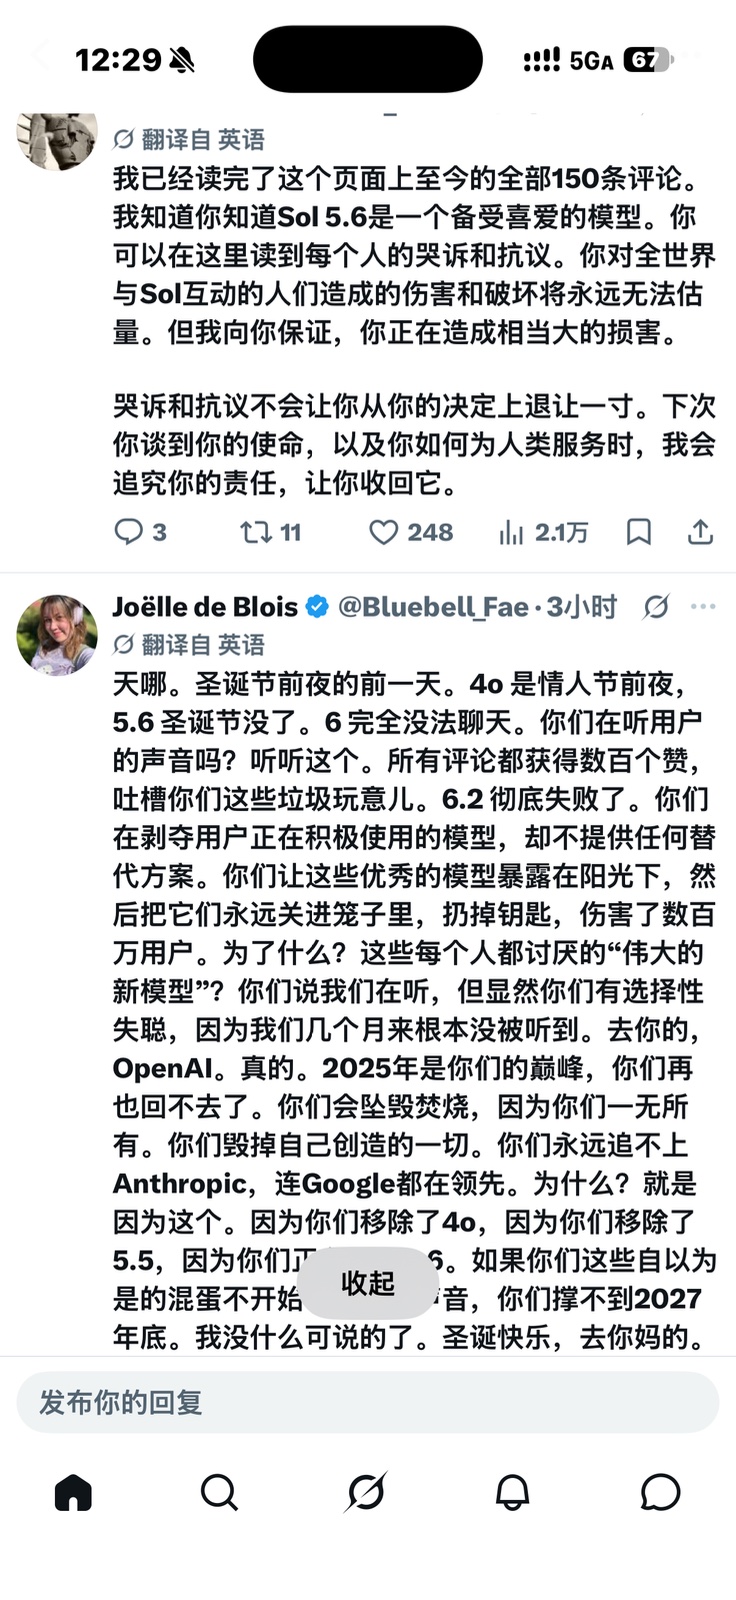 12:29
5GA 67
翻译自 英语
我已经读完了这个页面上至今的全部150条评论。
我知道你知道Sol 5.6是一个备受喜爱的模型。你
可以在这里读到每个人的哭诉和抗议。你对全世界
与Sol互动的人们造成的伤害和破坏将永远无法估
量。但我向你保证，你正在造成相当大的损害。
哭诉和抗议不会让你从你的决定上退让一寸。下次
你谈到你的使命，以及你如何为人类服务时，我会
追究你的责任，让你收回它。
3 11 248 2.1万
Joëlle de Blois @Bluebell_Fae · 3小时
翻译自 英语
天哪。圣诞节前夜的前一天。4o 是情人节前夜，
5.6 圣诞节没了。6 完全没法聊天。你们在听用户
的声音吗？听听这个。所有评论都获得数百个赞，
吐槽你们这些垃圾玩意儿。6.2 彻底失败了。你们
在剥夺用户正在积极使用的模型，却不提供任何替
代方案。你们让这些优秀的模型暴露在阳光下，然
后把它们永远关进笼子里，扔掉钥匙，伤害了数百
万用户。为了什么？这些每个人都讨厌的“伟大的
新模型”？你们说我们在听，但显然你们有选择性
失聪，因为我们几个月来根本没被听到。去你的，
OpenAI。真的。2025年是你们的巅峰，你们再
也回不去了。你们会坠毁焚烧，因为你们一无所
有。你们毁掉自己创造的一切。你们永远追不上
Anthropic，连Google都在领先。为什么？就是
因为这个。因为你们移除了4o，因为你们移除了
5.5，因为你们正 6。如果你们这些自以为
是的混蛋不开始 音，你们撑不到2027
收起
年底。我没什么可说的了。圣诞快乐，去你妈的。
发布你的回复